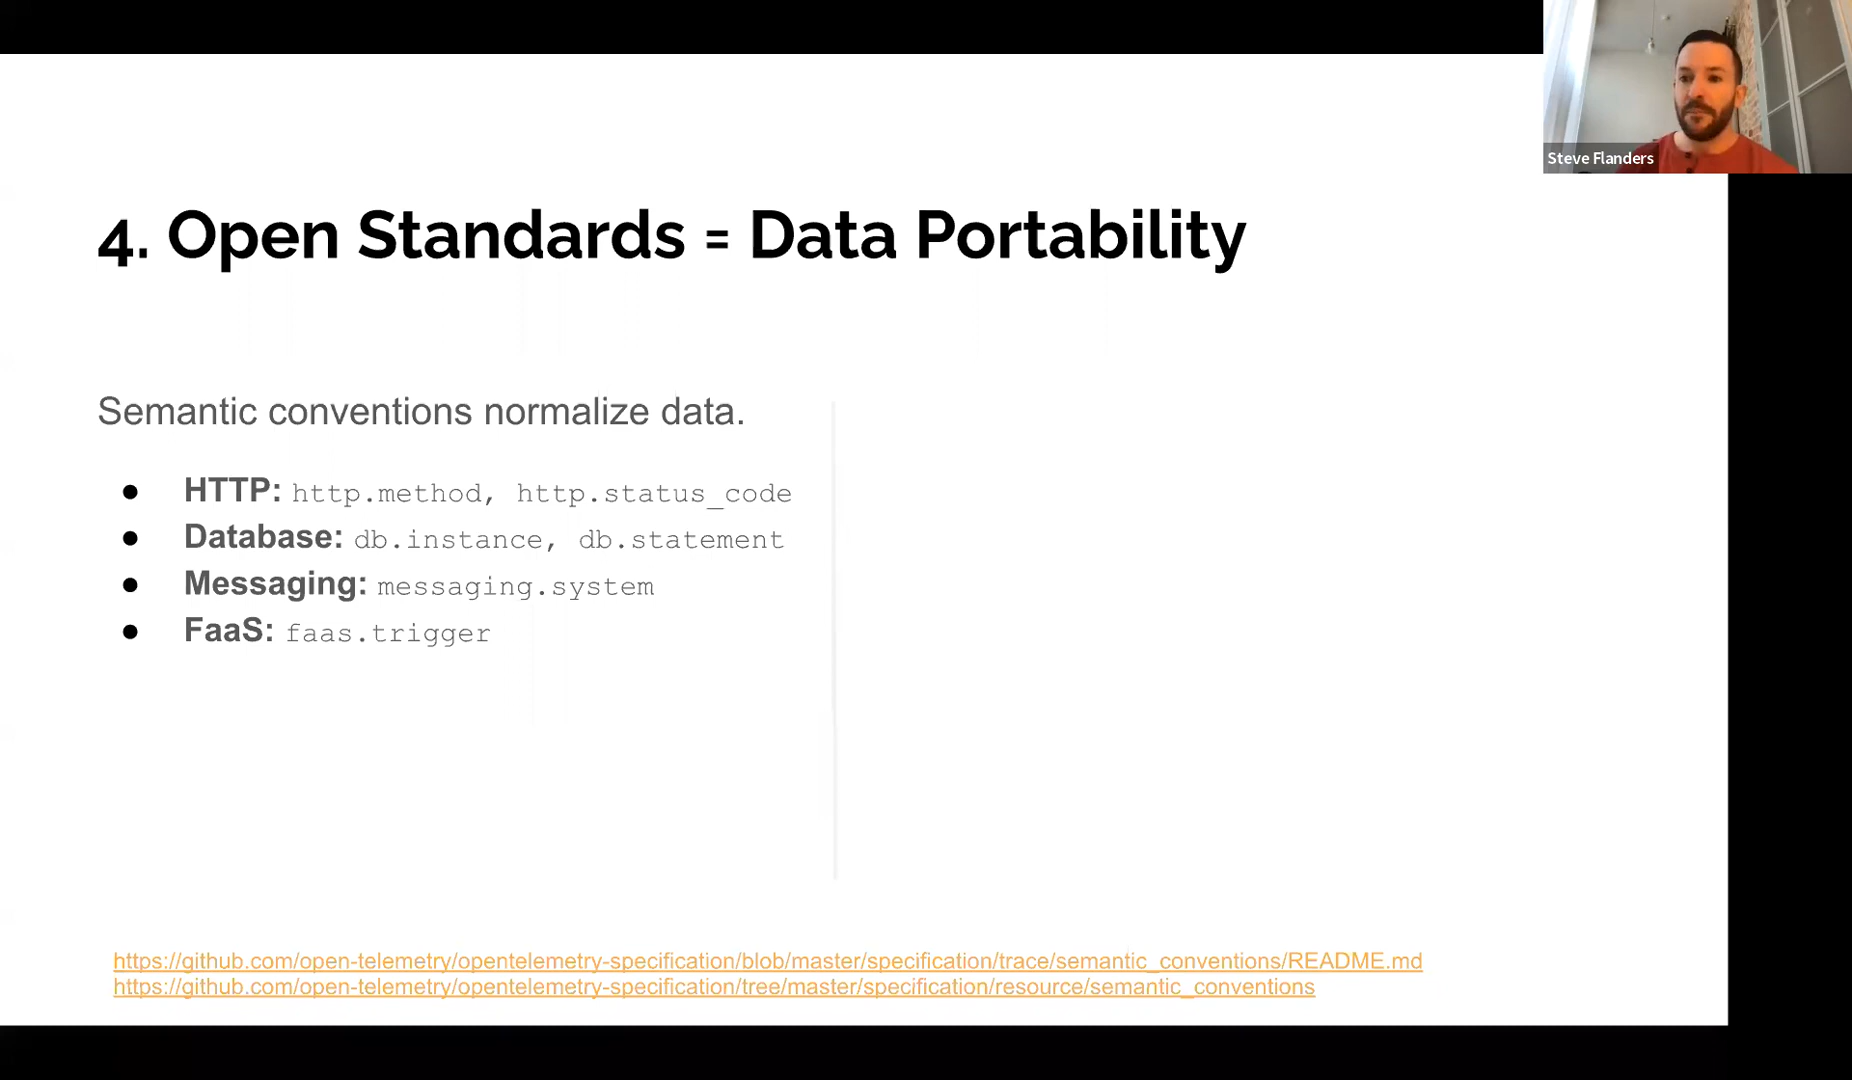 Steve Flanders
4. Open Standards = Data Portability
Semantic conventions normalize data.
● HTTP: http.method, http.status_code
● Database: db.instance, db.statement
● Messaging: messaging.system
● FaaS: faas.trigger
https://github.com/open-telemetry/opentelemetry-specification/blob/master/specification/trace/semantic_conventions/README.md
https://github.com/open-telemetry/opentelemetry-specification/tree/master/specification/resource/semantic_conventions